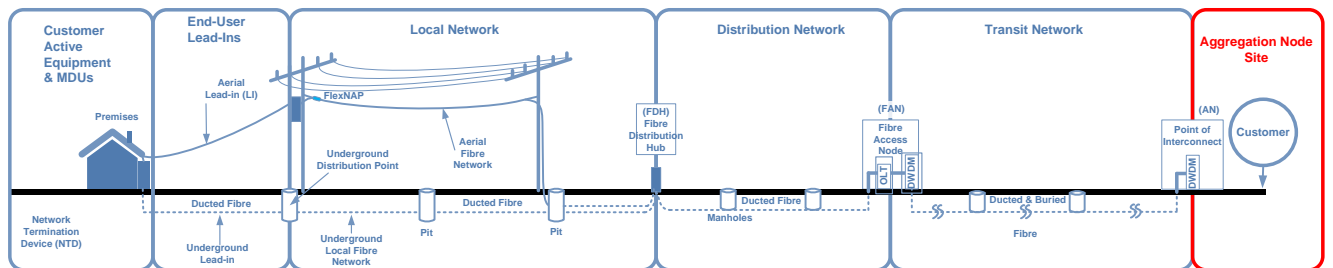 Customer
Active
Equipment
& MDUs
End-User
Lead-Ins
Local Network
Distribution Network
Transit Network
Aggregation Node
Site
Aerial
Lead-in (LI)
FlexNAP
Premises
Aerial
Fibre
Network
Underground
Distribution Point
(FDH)
Fibre
Distribution
Hub
(FAN)
Fibre
Access
Node
OLT
DWDM
(AN)
Point of
Interconnect
DWDM
Customer
Network
Termination
Device (NTD)
Ducted Fibre
Underground
Lead-in
Underground
Local Fibre
Network
Pit
Ducted Fibre
Pit
Manholes
Ducted Fibre
Ducted & Buried
Fibre